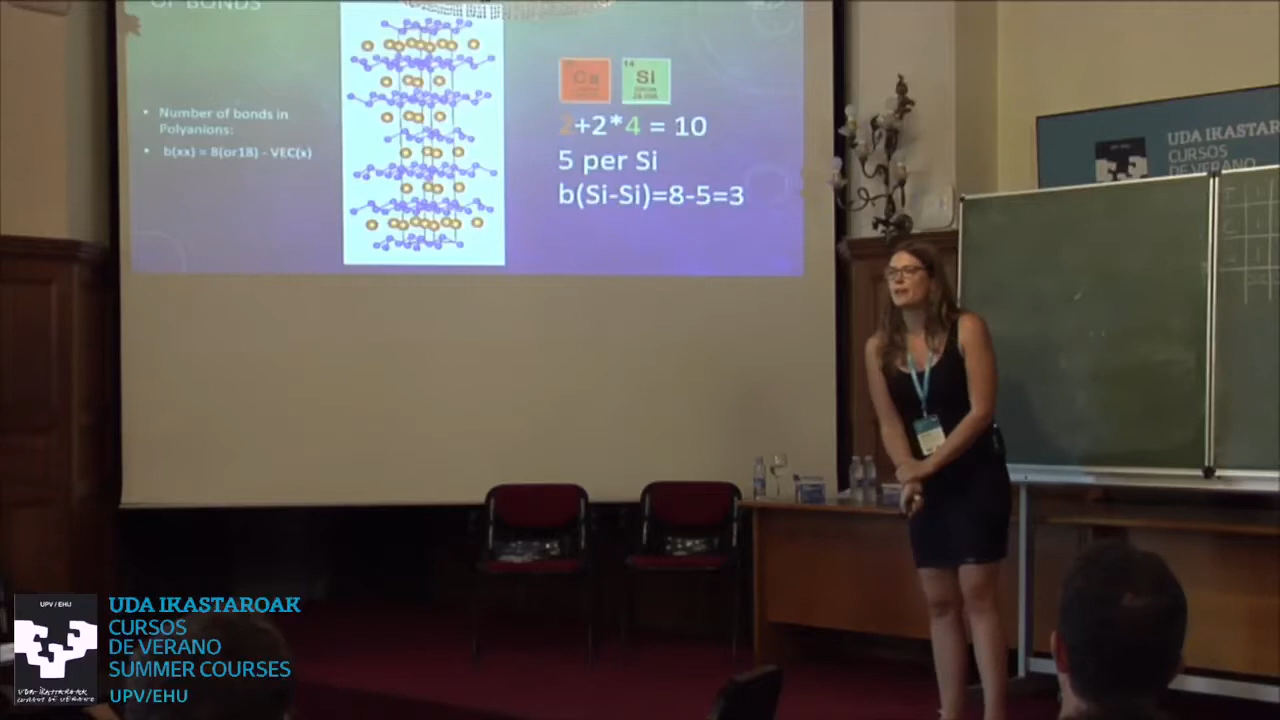 OF BONDS
• Number of bonds in
Polyanions:
• b(xx) = 8(or18) - VEC(x)
Ca
14
Si
2+2*4 = 10
5 per Si
b(Si-Si)=8-5=3
UDA IKASTAROAK
CURSOS
DE VERANO
UPV / EHU
UDA IKASTAROAK
CURSOS
DE VERANO
SUMMER COURSES
UPV/EHU